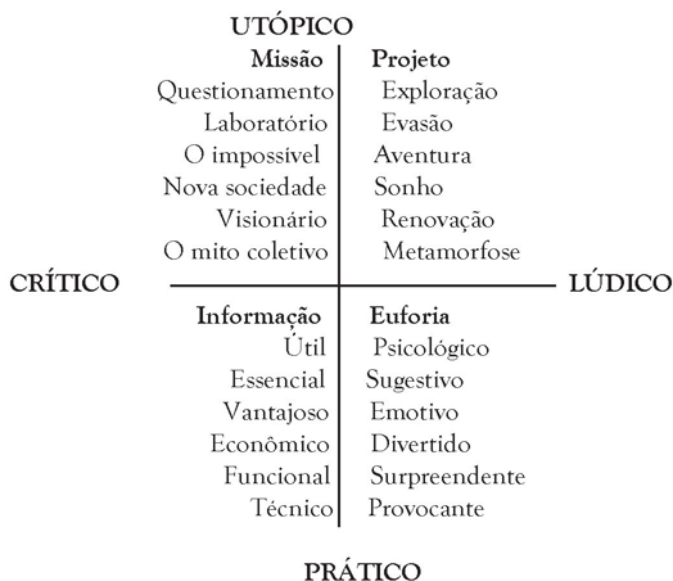 UTÓPICO
Missão Projeto
Questionamento Exploração
Laboratório Evasão
O impossível Aventura
Nova sociedade Sonho
Visionário Renovação
O mito coletivo Metamorfose
CRÍTICO LÚDICO
Informação Euforia
Útil Psicológico
Essencial Sugestivo
Vantajoso Emotivo
Econômico Divertido
Funcional Surpreendente
Técnico Provocante
PRÁTICO